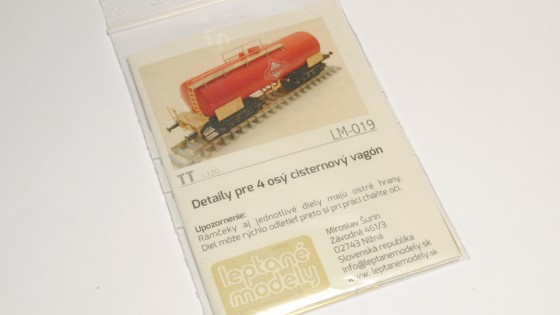 LM-019
TT 1:120
Detaily pre 4 osý cisternový vagón
Upozornenie:
Rámčeky aj jednotlivé diely majú ostré hrany.
Diel môže rýchlo odletieť preto si pri práci chráňte oči.
Miroslav Šurin
Závodná 461/3
02743 Nižná
Slovenská republika
info@leptanemodely.sk
www.leptanemodely.sk
leptané
modely